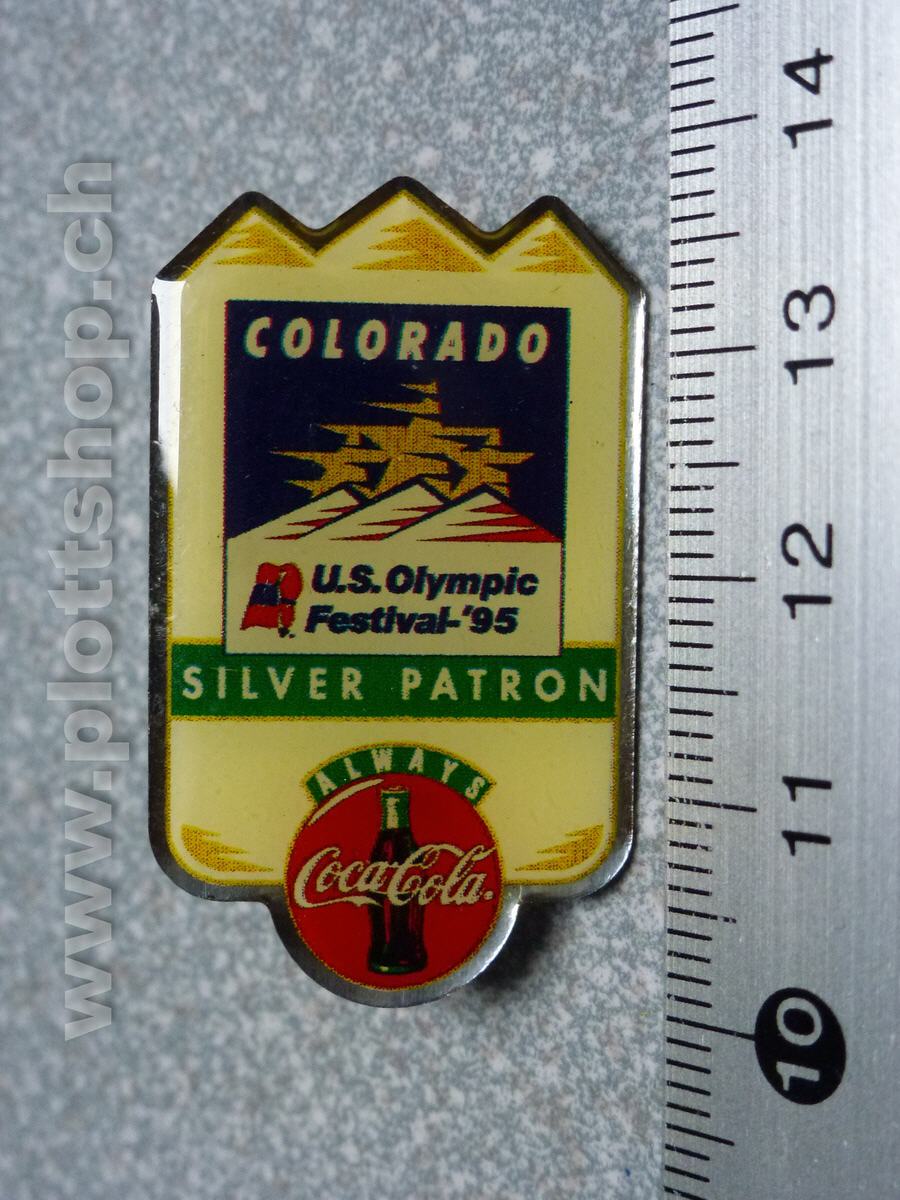 COLORADO
U.S. Olympic
Festival-'95
SILVER PATRON
ALWAYS
Coca-Cola
www.plottshop.ch
14
13
12
11
10